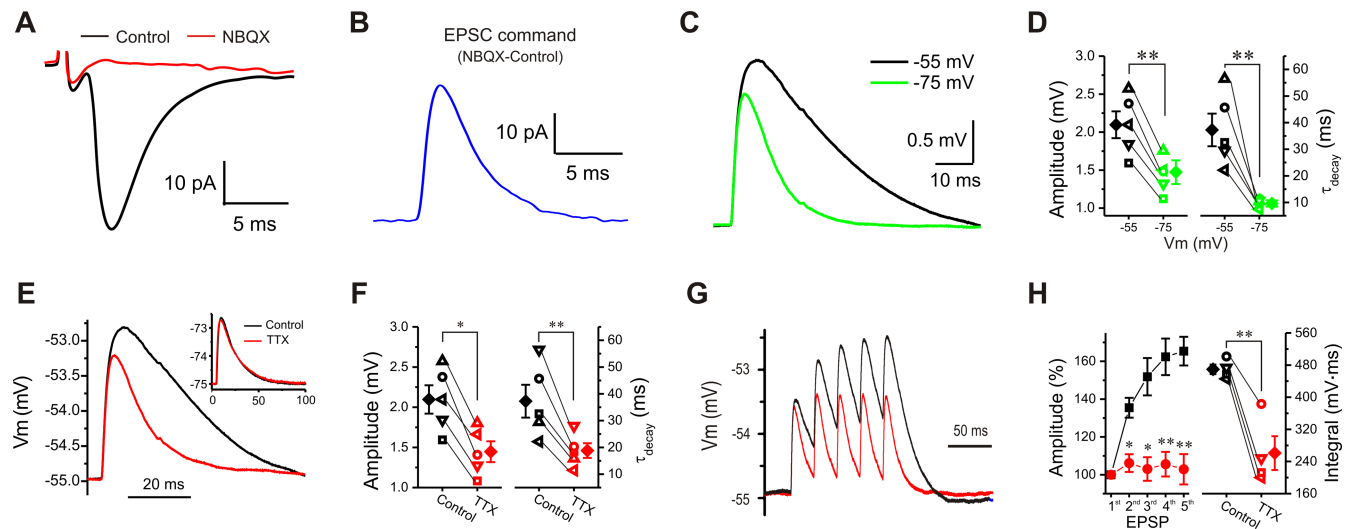 A
Control
NBQX
10 pA
5 ms
B
EPSC command
(NBQX-Control)
10 pA
5 ms
C
-55 mV
-75 mV
0.5 mV
10 ms
D
**
**
Amplitude (mV)
3.0
2.5
2.0
1.5
1.0
60
50
40
30
20
10
τdecay (ms)
-55
-75
-55
-75
Vm (mV)
E
Vm (mV)
-53.0
-53.5
-54.0
-54.5
-55.0
20 ms
-73
-74
-75
Control
TTX
0
50
100
F
*
**
Amplitude (mV)
3.0
2.5
2.0
1.5
1.0
60
50
40
30
20
10
τdecay (ms)
Control
TTX
Control
TTX
G
Vm (mV)
-53
-54
-55
50 ms
H
Amplitude (%)
160
140
120
100
* * ** **
1st 2nd 3rd 4th 5th
EPSP
**
560
480
400
320
240
160
Integral (mV·ms)
Control
TTX